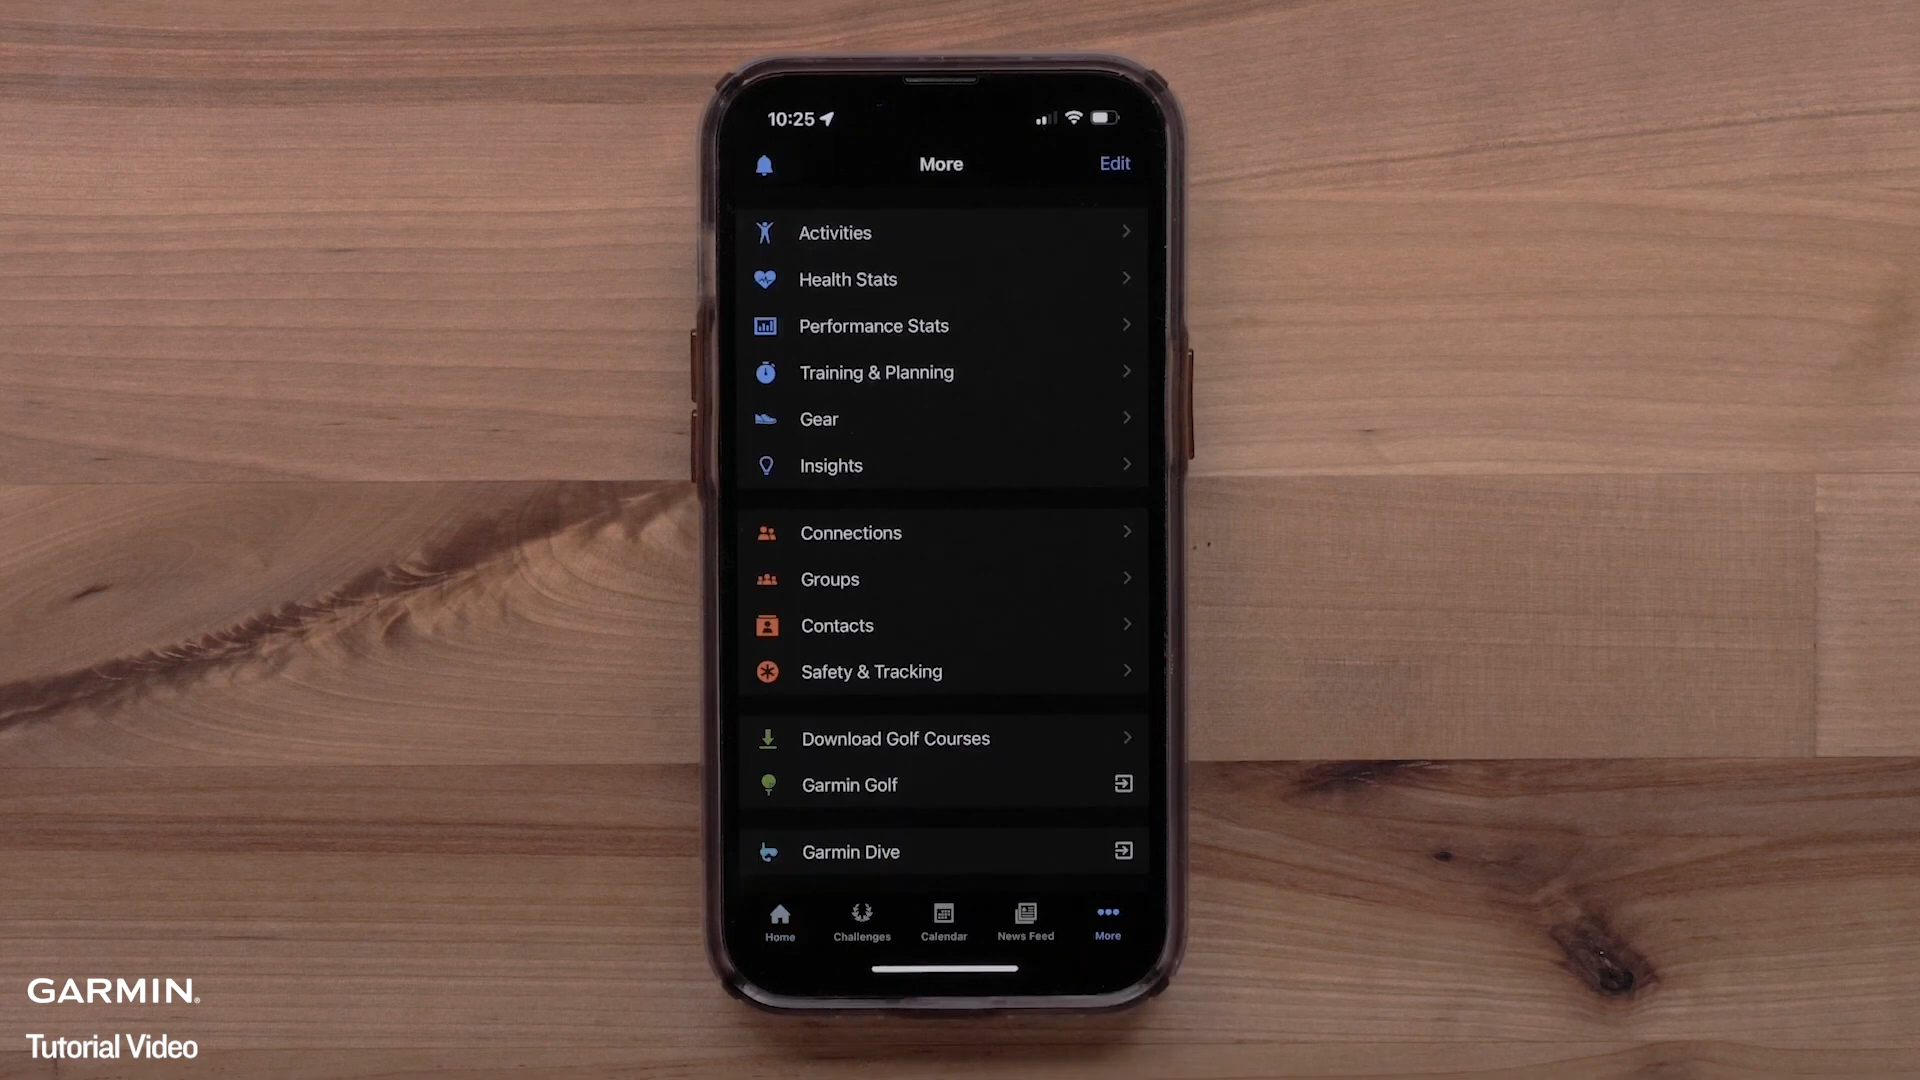 10:25
More
Edit
Activities
Health Stats
Performance Stats
Training & Planning
Gear
Insights
Connections
Groups
Contacts
Safety & Tracking
Download Golf Courses
Garmin Golf
Garmin Dive
Home
Challenges
Calendar
News Feed
More
GARMIN.
Tutorial Video